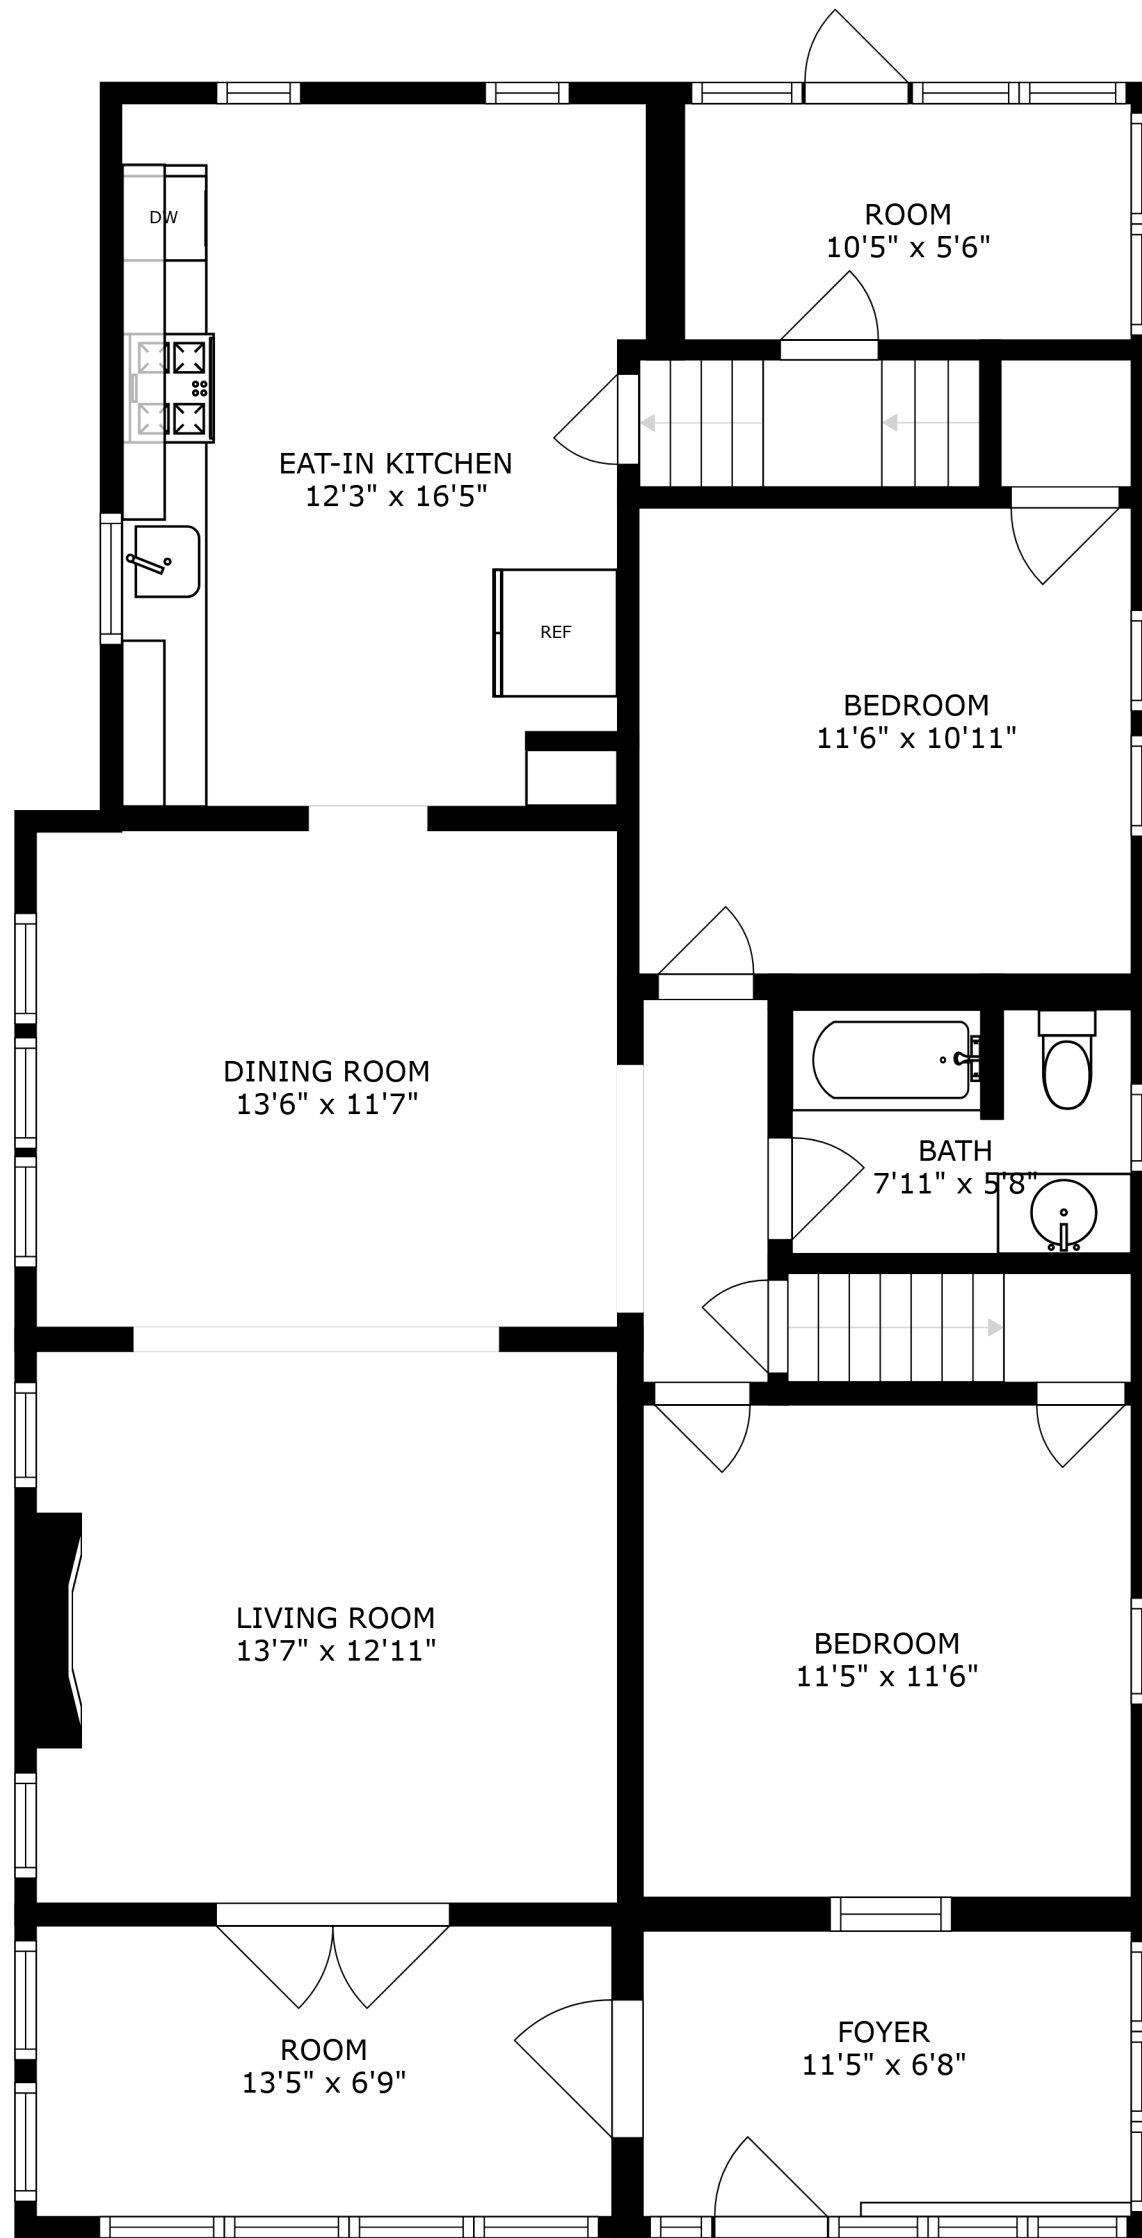 ROOM
10'5" x 5'6"
DW
EAT-IN KITCHEN
12'3" x 16'5"
REF
BEDROOM
11'6" x 10'11"
DINING ROOM
13'6" x 11'7"
BATH
7'11" x 5'8"
LIVING ROOM
13'7" x 12'11"
BEDROOM
11'5" x 11'6"
ROOM
13'5" x 6'9"
FOYER
11'5" x 6'8"